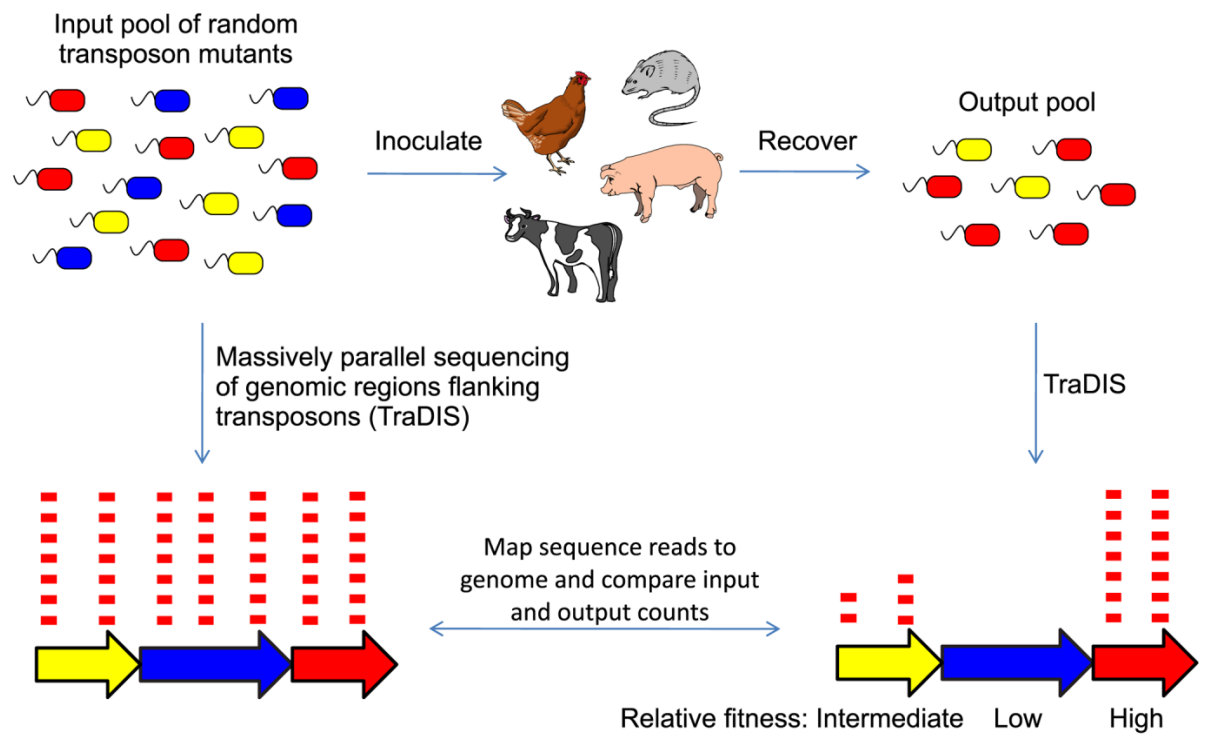 Input pool of random
transposon mutants
Inoculate
Recover
Output pool
Massively parallel sequencing
of genomic regions flanking
transposons (TraDIS)
TraDIS
Map sequence reads to
genome and compare input
and output counts
Relative fitness: Intermediate Low High